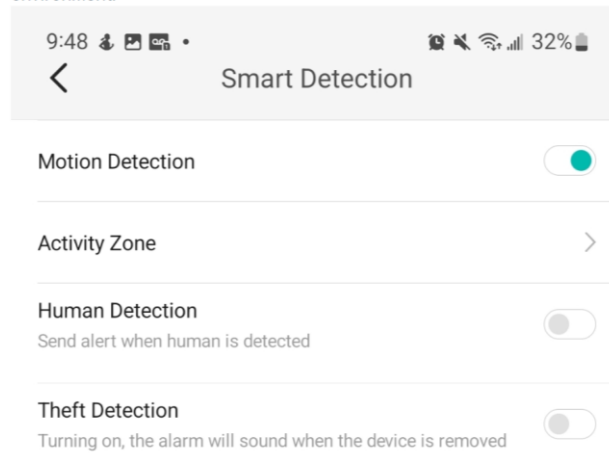 9:48
32%
Smart Detection
Motion Detection
Activity Zone
Human Detection
Send alert when human is detected
Theft Detection
Turning on, the alarm will sound when the device is removed